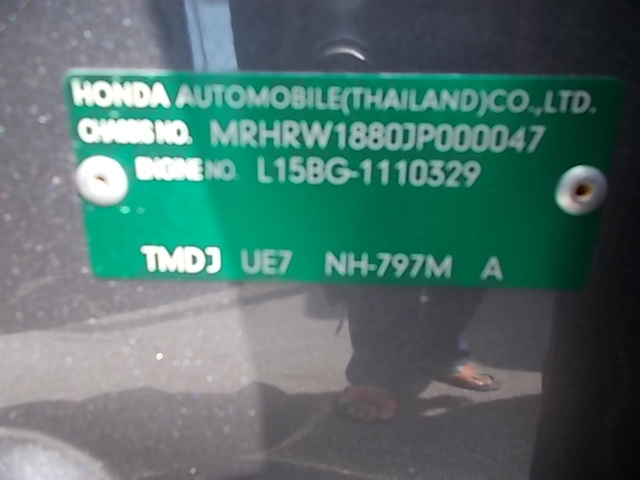 HONDA AUTOMOBILE(THAILAND)CO.,LTD.
CHASSIS NO. MRHRW1880JP000047
ENGINE NO. L15BG-1110329
TMDJ UE7 NH-797M A